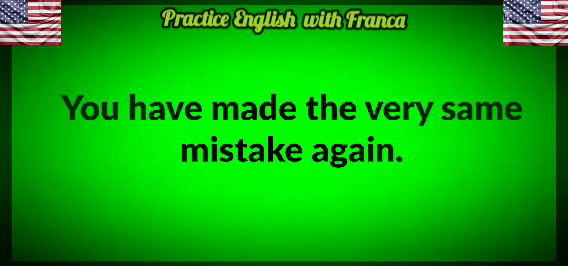 Practice English with Franca
You have made the very same
mistake again.